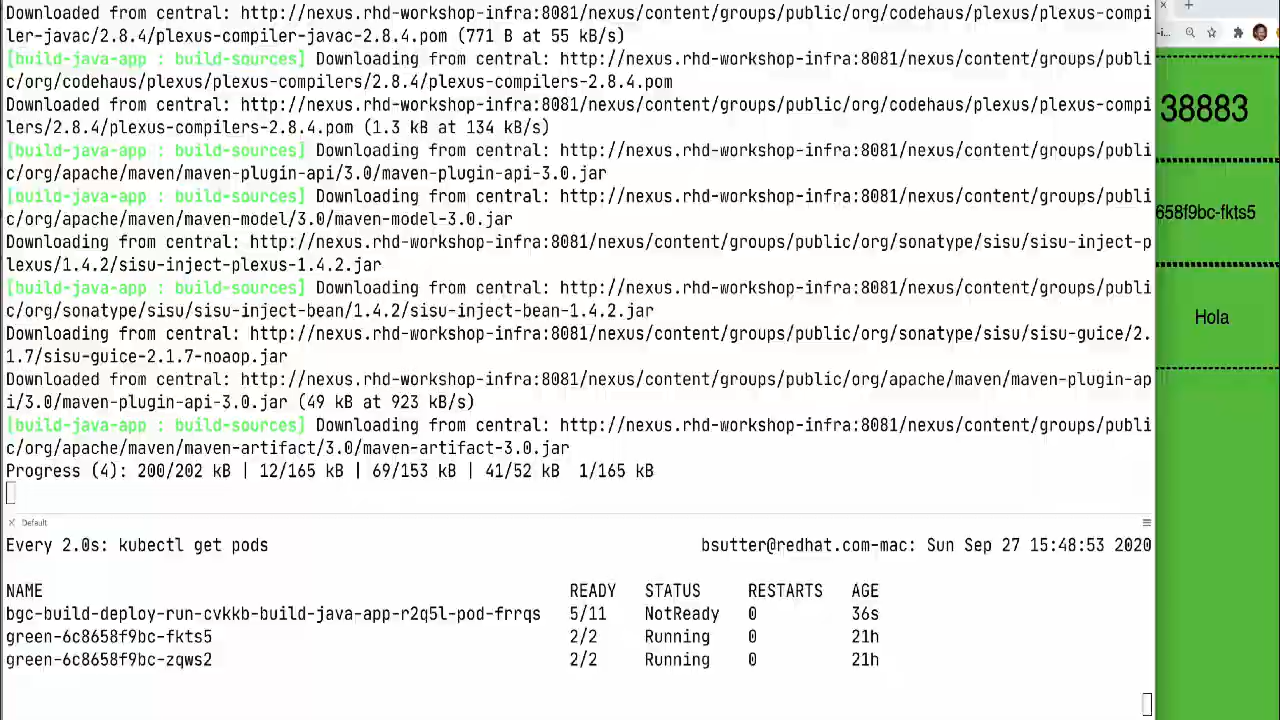 Downloaded from central: http://nexus.rhd-workshop-infra:8081/nexus/content/groups/public/org/codehaus/plexus/plexus-compi
ler-javac/2.8.4/plexus-compiler-javac-2.8.4.pom (771 B at 55 kB/s)
[build-java-app : build-sources] Downloading from central: http://nexus.rhd-workshop-infra:8081/nexus/content/groups/publi
c/org/codehaus/plexus/plexus-compilers/2.8.4/plexus-compilers-2.8.4.pom
Downloaded from central: http://nexus.rhd-workshop-infra:8081/nexus/content/groups/public/org/codehaus/plexus/plexus-compi
lers/2.8.4/plexus-compilers-2.8.4.pom (1.3 kB at 134 kB/s)
[build-java-app : build-sources] Downloading from central: http://nexus.rhd-workshop-infra:8081/nexus/content/groups/publi
c/org/apache/maven/maven-plugin-api/3.0/maven-plugin-api-3.0.jar
[build-java-app : build-sources] Downloading from central: http://nexus.rhd-workshop-infra:8081/nexus/content/groups/publi
c/org/apache/maven/maven-model/3.0/maven-model-3.0.jar
Downloading from central: http://nexus.rhd-workshop-infra:8081/nexus/content/groups/public/org/sonatype/sisu/sisu-inject-p
lexus/1.4.2/sisu-inject-plexus-1.4.2.jar
[build-java-app : build-sources] Downloading from central: http://nexus.rhd-workshop-infra:8081/nexus/content/groups/publi
c/org/sonatype/sisu/sisu-inject-bean/1.4.2/sisu-inject-bean-1.4.2.jar
Downloading from central: http://nexus.rhd-workshop-infra:8081/nexus/content/groups/public/org/sonatype/sisu/sisu-guice/2.
1.7/sisu-guice-2.1.7-noaop.jar
Downloaded from central: http://nexus.rhd-workshop-infra:8081/nexus/content/groups/public/org/apache/maven/maven-plugin-ap
i/3.0/maven-plugin-api-3.0.jar (49 kB at 923 kB/s)
[build-java-app : build-sources] Downloading from central: http://nexus.rhd-workshop-infra:8081/nexus/content/groups/publi
c/org/apache/maven/maven-artifact/3.0/maven-artifact-3.0.jar
Progress (4): 200/202 kB | 12/165 kB | 69/153 kB | 41/52 kB  1/165 kB
Default
Every 2.0s: kubectl get pods bsutter@redhat.com-mac: Sun Sep 27 15:48:53 2020
NAME READY STATUS RESTARTS AGE
bgc-build-deploy-run-cvkkb-build-java-app-r2q5l-pod-frrqs 5/11 NotReady 0 36s
green-6c8658f9bc-fkts5 2/2 Running 0 21h
green-6c8658f9bc-zqws2 2/2 Running 0 21h
38883
658f9bc-fkts5
Hola